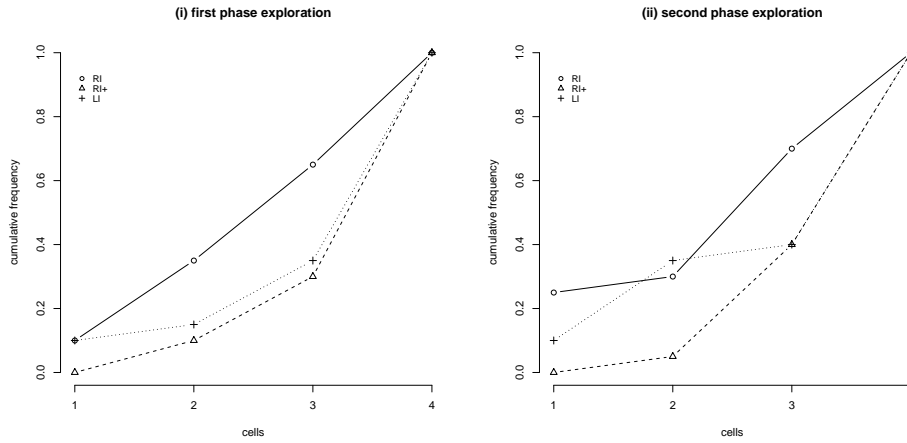 (i) first phase exploration
cumulative frequency
1.0
0.8
0.6
0.4
0.2
0.0
RI
RI+
LI
1 2 3 4
cells
(ii) second phase exploration
cumulative frequency
1.0
0.8
0.6
0.4
0.2
0.0
RI
RI+
LI
1 2 3
cells